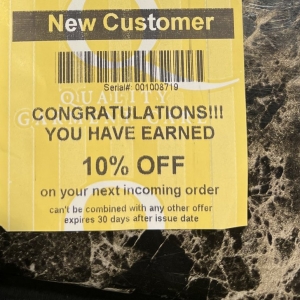 New Customer
Serial# 001008719
QUALITY
CONGRATULATIONS!!!
YOU HAVE EARNED
10% OFF
on your next incoming order
can't be combined with any other offer
expires 30 days after issue date